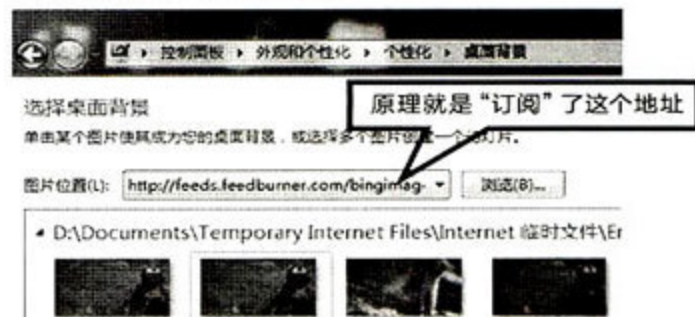 控制面板 ▸ 外观和个性化 ▸ 个性化 ▸ 桌面背景
选择桌面背景
原理就是“订阅”了这个地址
单击某个图片使其成为您的桌面背景，或选择多个图片创建一个幻灯片。
图片位置(L): http://feeds.feedburner.com/bingimag- 浏览(B)...
D:\Documents\Temporary Internet Files\Internet 临时文件\Er